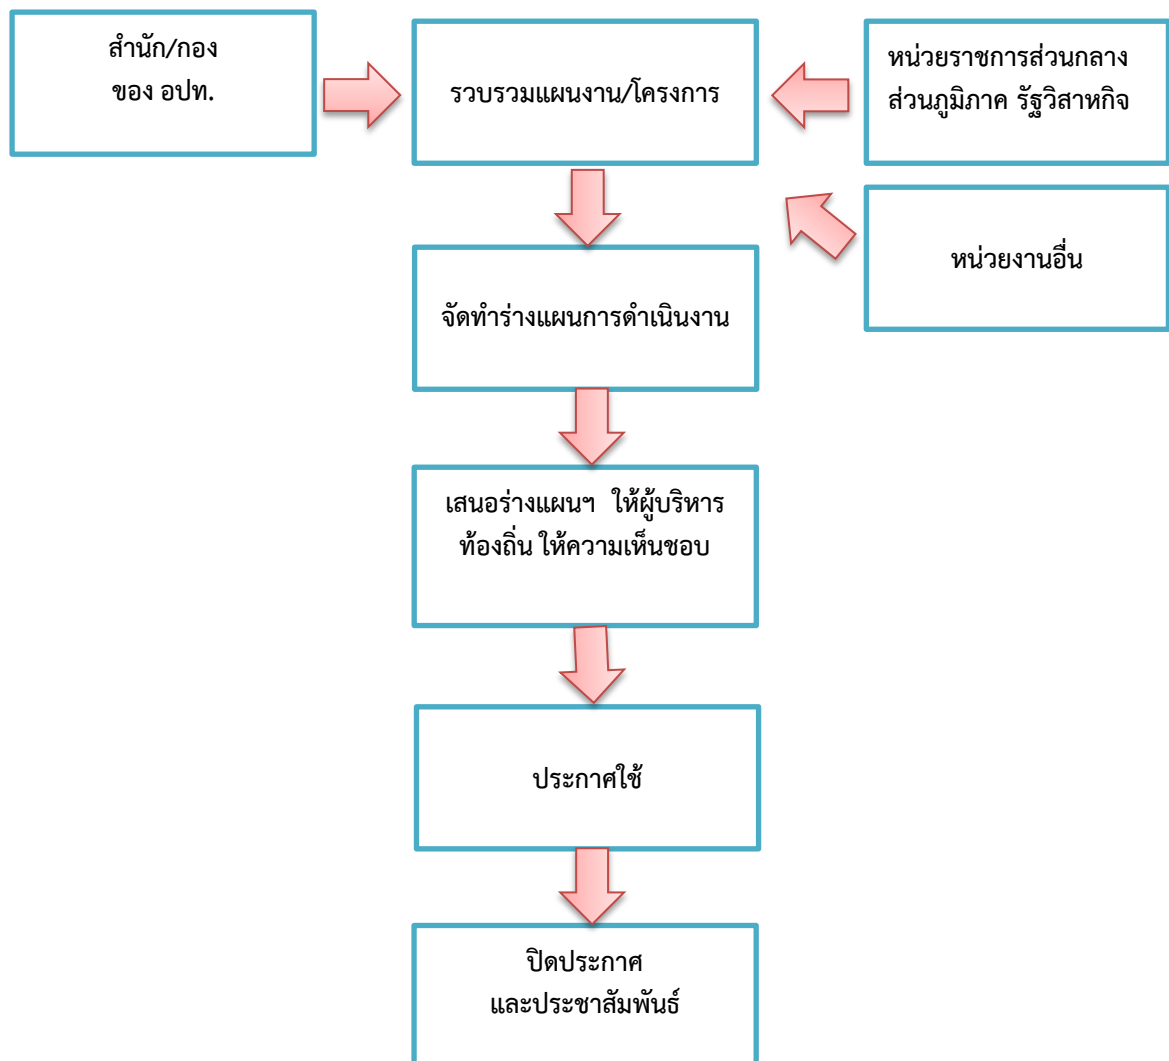 สำนัก/กอง
ของ อปท.
รวบรวมแผนงาน/โครงการ
หน่วยราชการส่วนกลาง
ส่วนภูมิภาค รัฐวิสาหกิจ
หน่วยงานอื่น
จัดทำร่างแผนการดำเนินงาน
เสนอร่างแผนฯ ให้ผู้บริหาร
ท้องถิ่น ให้ความเห็นชอบ
ประกาศใช้
ปิดประกาศ
และประชาสัมพันธ์